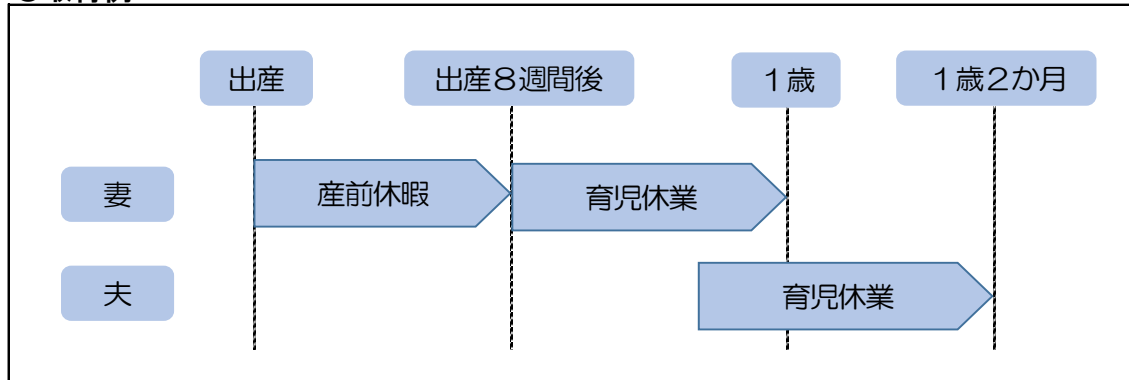 出産
出産８週間後
１歳
１歳２か月
妻
産前休暇
育児休業
夫
育児休業